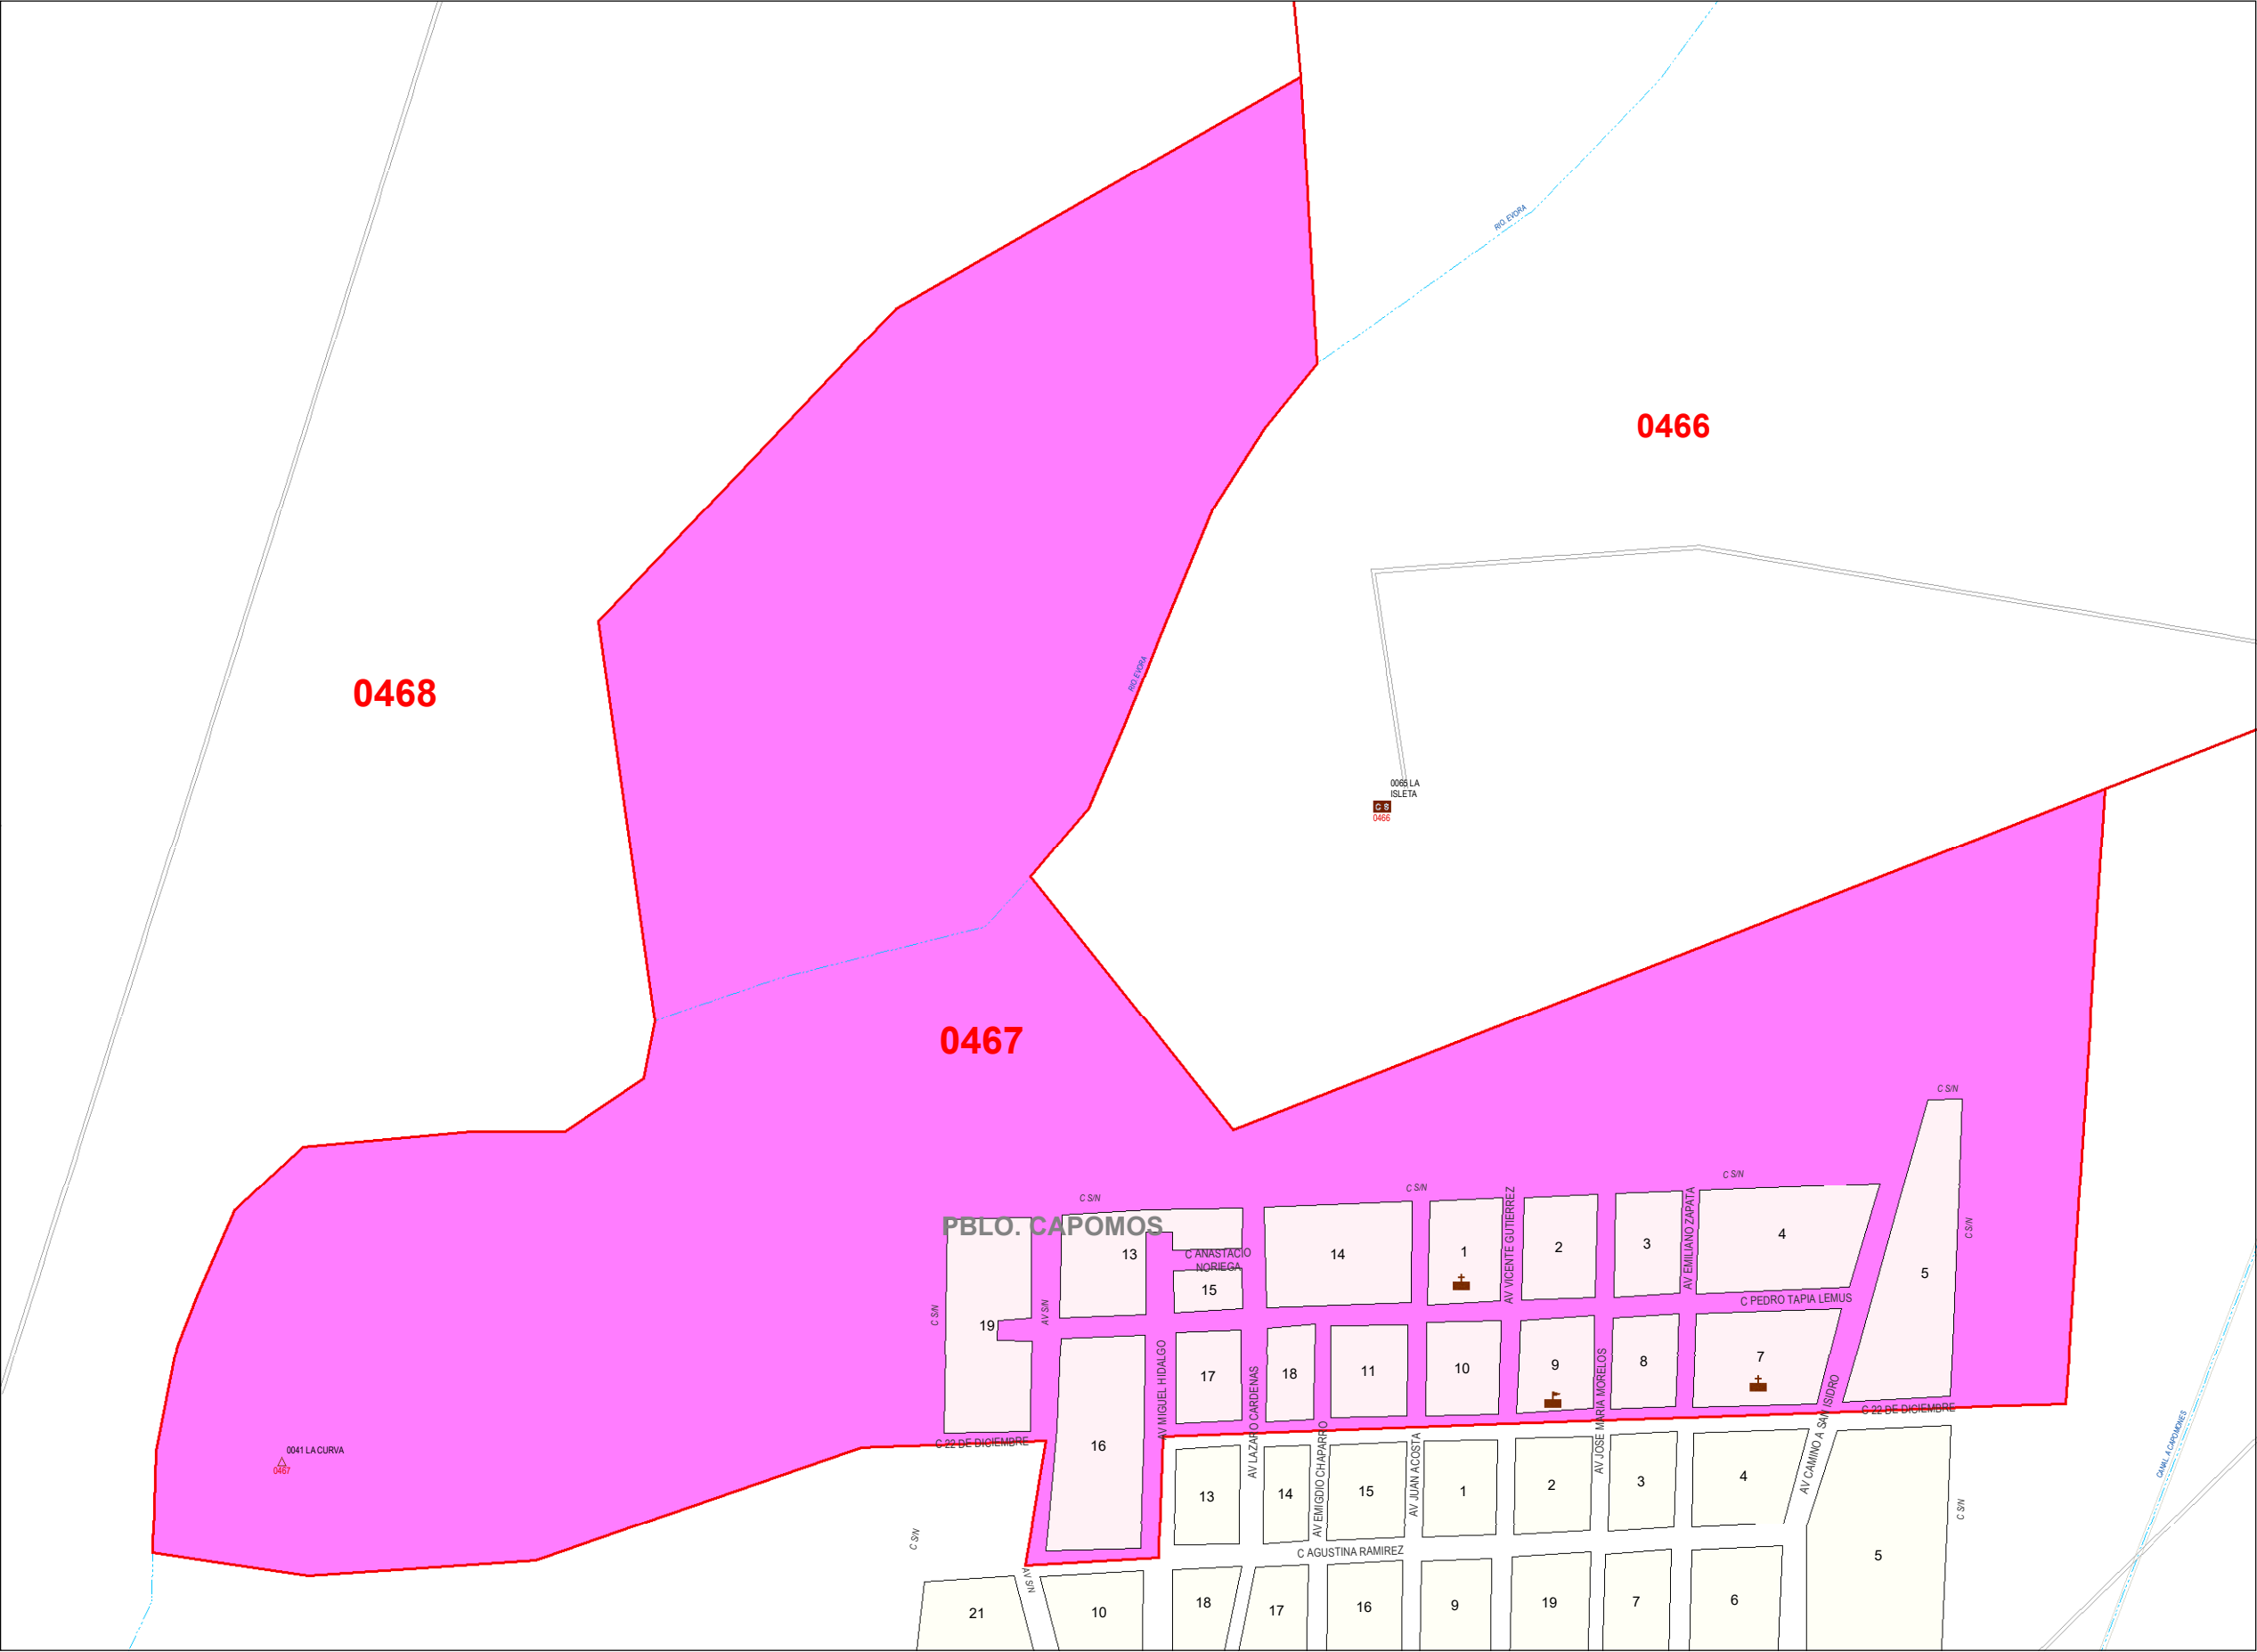 RIO. EVORA
0466
RIO. EVORA
0468
0065 LA
ISLETA
C S
0466
0467
C S/N
C S/N
C S/N
C S/N
PBLO. CAPOMOS
AV VICENTE GUTIERREZ
AV EMILIANO ZAPATA
C S/N
13
C ANASTACIO
NORIEGA
14
1
2
3
4
5
15
C PEDRO TAPIA LEMUS
C S/N
19
AV S/N
AV MIGUEL HIDALGO
17
AV LAZARO CARDENAS
18
11
10
9
AV JOSE MARIA MORELOS
8
7
AV CAMINO A SAN ISIDRO
C 22 DE DICIEMBRE
C 22 DE DICIEMBRE
16
0041 LA CURVA
0467
AV EMIGDIO CHAPARRO
AV JUAN ACOSTA
CANAL A CAPOMONES
13
14
15
1
2
3
4
C S/N
C S/N
C AGUSTINA RAMIREZ
5
AV S/N
21
10
18
17
16
9
19
7
6